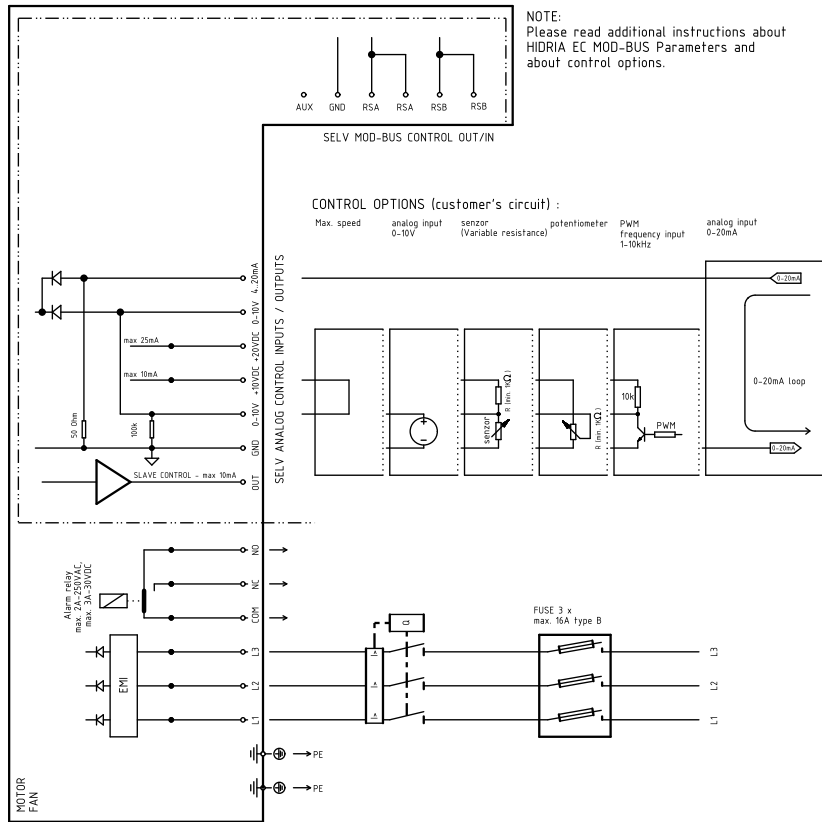 NOTE:
Please read additional instructions about
HIDRIA EC MOD-BUS Parameters and
about control options.
AUX
GND
RSA
RSA
RSB
RSB
SELV MOD-BUS CONTROL OUT/IN
CONTROL OPTIONS (customer's circuit) :
Max. speed
analog input
0-10V
senzor
(Variable resistance)
potentiometer
PWM
frequency input
1-10kHz
analog input
0-20mA
4..20mA
0-10V
+20VDC
+10VDC
0-10V
GND
OUT
SELV ANALOG CONTROL INPUTS / OUTPUTS
max 25mA
max 10mA
50 Ohm
100k
SLAVE CONTROL - max 10mA
R (min. 1KΩ)
senzor
R (min. 1KΩ)
10k
PWM
0-20mA
0-20mA loop
0-20mA
Alarm relay
max. 2A-250VAC,
max. 3A-30VDC
NO
NC
COM
EMI
L3
L2
L1
PE
PE
FUSE 3 x
max. 16A type B
L3
L2
L1
MOTOR
FAN